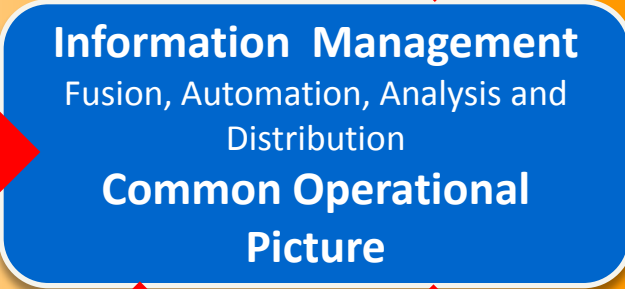 Information  Management
Fusion, Automation, Analysis and
Distribution
Common Operational
Picture